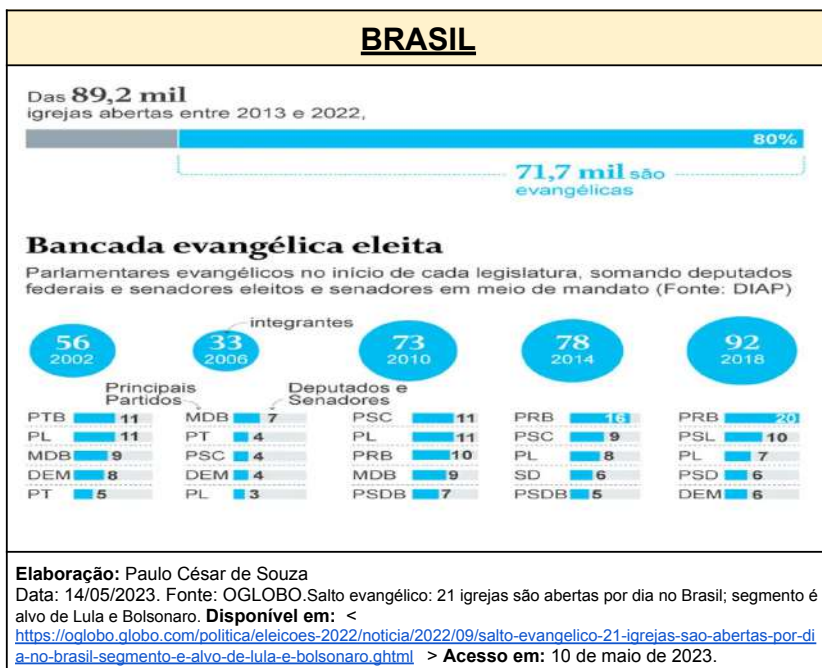 BRASIL
Das 89,2 mil
igrejas abertas entre 2013 e 2022,
80%
71,7 mil são
evangélicas
Bancada evangélica eleita
Parlamentares evangélicos no início de cada legislatura, somando deputados
federais e senadores eleitos e senadores em meio de mandato (Fonte: DIAP)
integrantes
56 33 73 78 92
2002 2006 2010 2014 2018
Principais
Partidos
Deputados e
Senadores
PTB 11 MDB 7 PSC 11 PRB 16 PRB 20
PL 11 PT 4 PL 11 PSC 9 PSL 10
MDB 9 PSC 4 PRB 10 PL 8 PL 7
DEM 8 DEM 4 MDB 9 SD 6 PSD 6
PT 5 PL 3 PSDB 7 PSDB 5 DEM 6
Elaboração: Paulo César de Souza
Data: 14/05/2023. Fonte: OGLOBO.Salto evangélico: 21 igrejas são abertas por dia no Brasil; segmento é
alvo de Lula e Bolsonaro. Disponível em: <
https://oglobo.globo.com/politica/eleicoes-2022/noticia/2022/09/salto-evangelico-21-igrejas-sao-abertas-por-di
a-no-brasil-segmento-e-alvo-de-lula-e-bolsonaro.ghtml > Acesso em: 10 de maio de 2023.